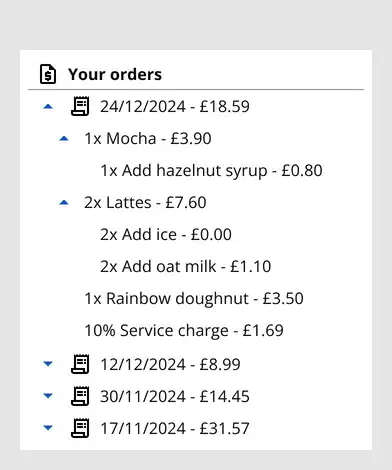 Your orders
24/12/2024 - £18.59
1x Mocha - £3.90
1x Add hazelnut syrup - £0.80
2x Lattes - £7.60
2x Add ice - £0.00
2x Add oat milk - £1.10
1x Rainbow doughnut - £3.50
10% Service charge - £1.69
12/12/2024 - £8.99
30/11/2024 - £14.45
17/11/2024 - £31.57